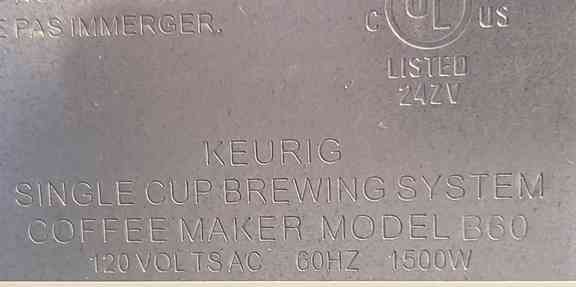 PAS IMMERGER.
C UL US
LISTED
24ZV
KEURIG
SINGLE CUP BREWING SYSTEM
COFFEE MAKER MODEL B60
120 VOLTS AC 60HZ 1500W